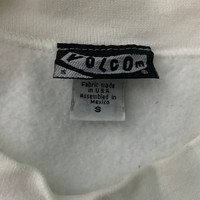 VOLCOM
Fabric made
in U.S.A
Assembled in
Mexico
S